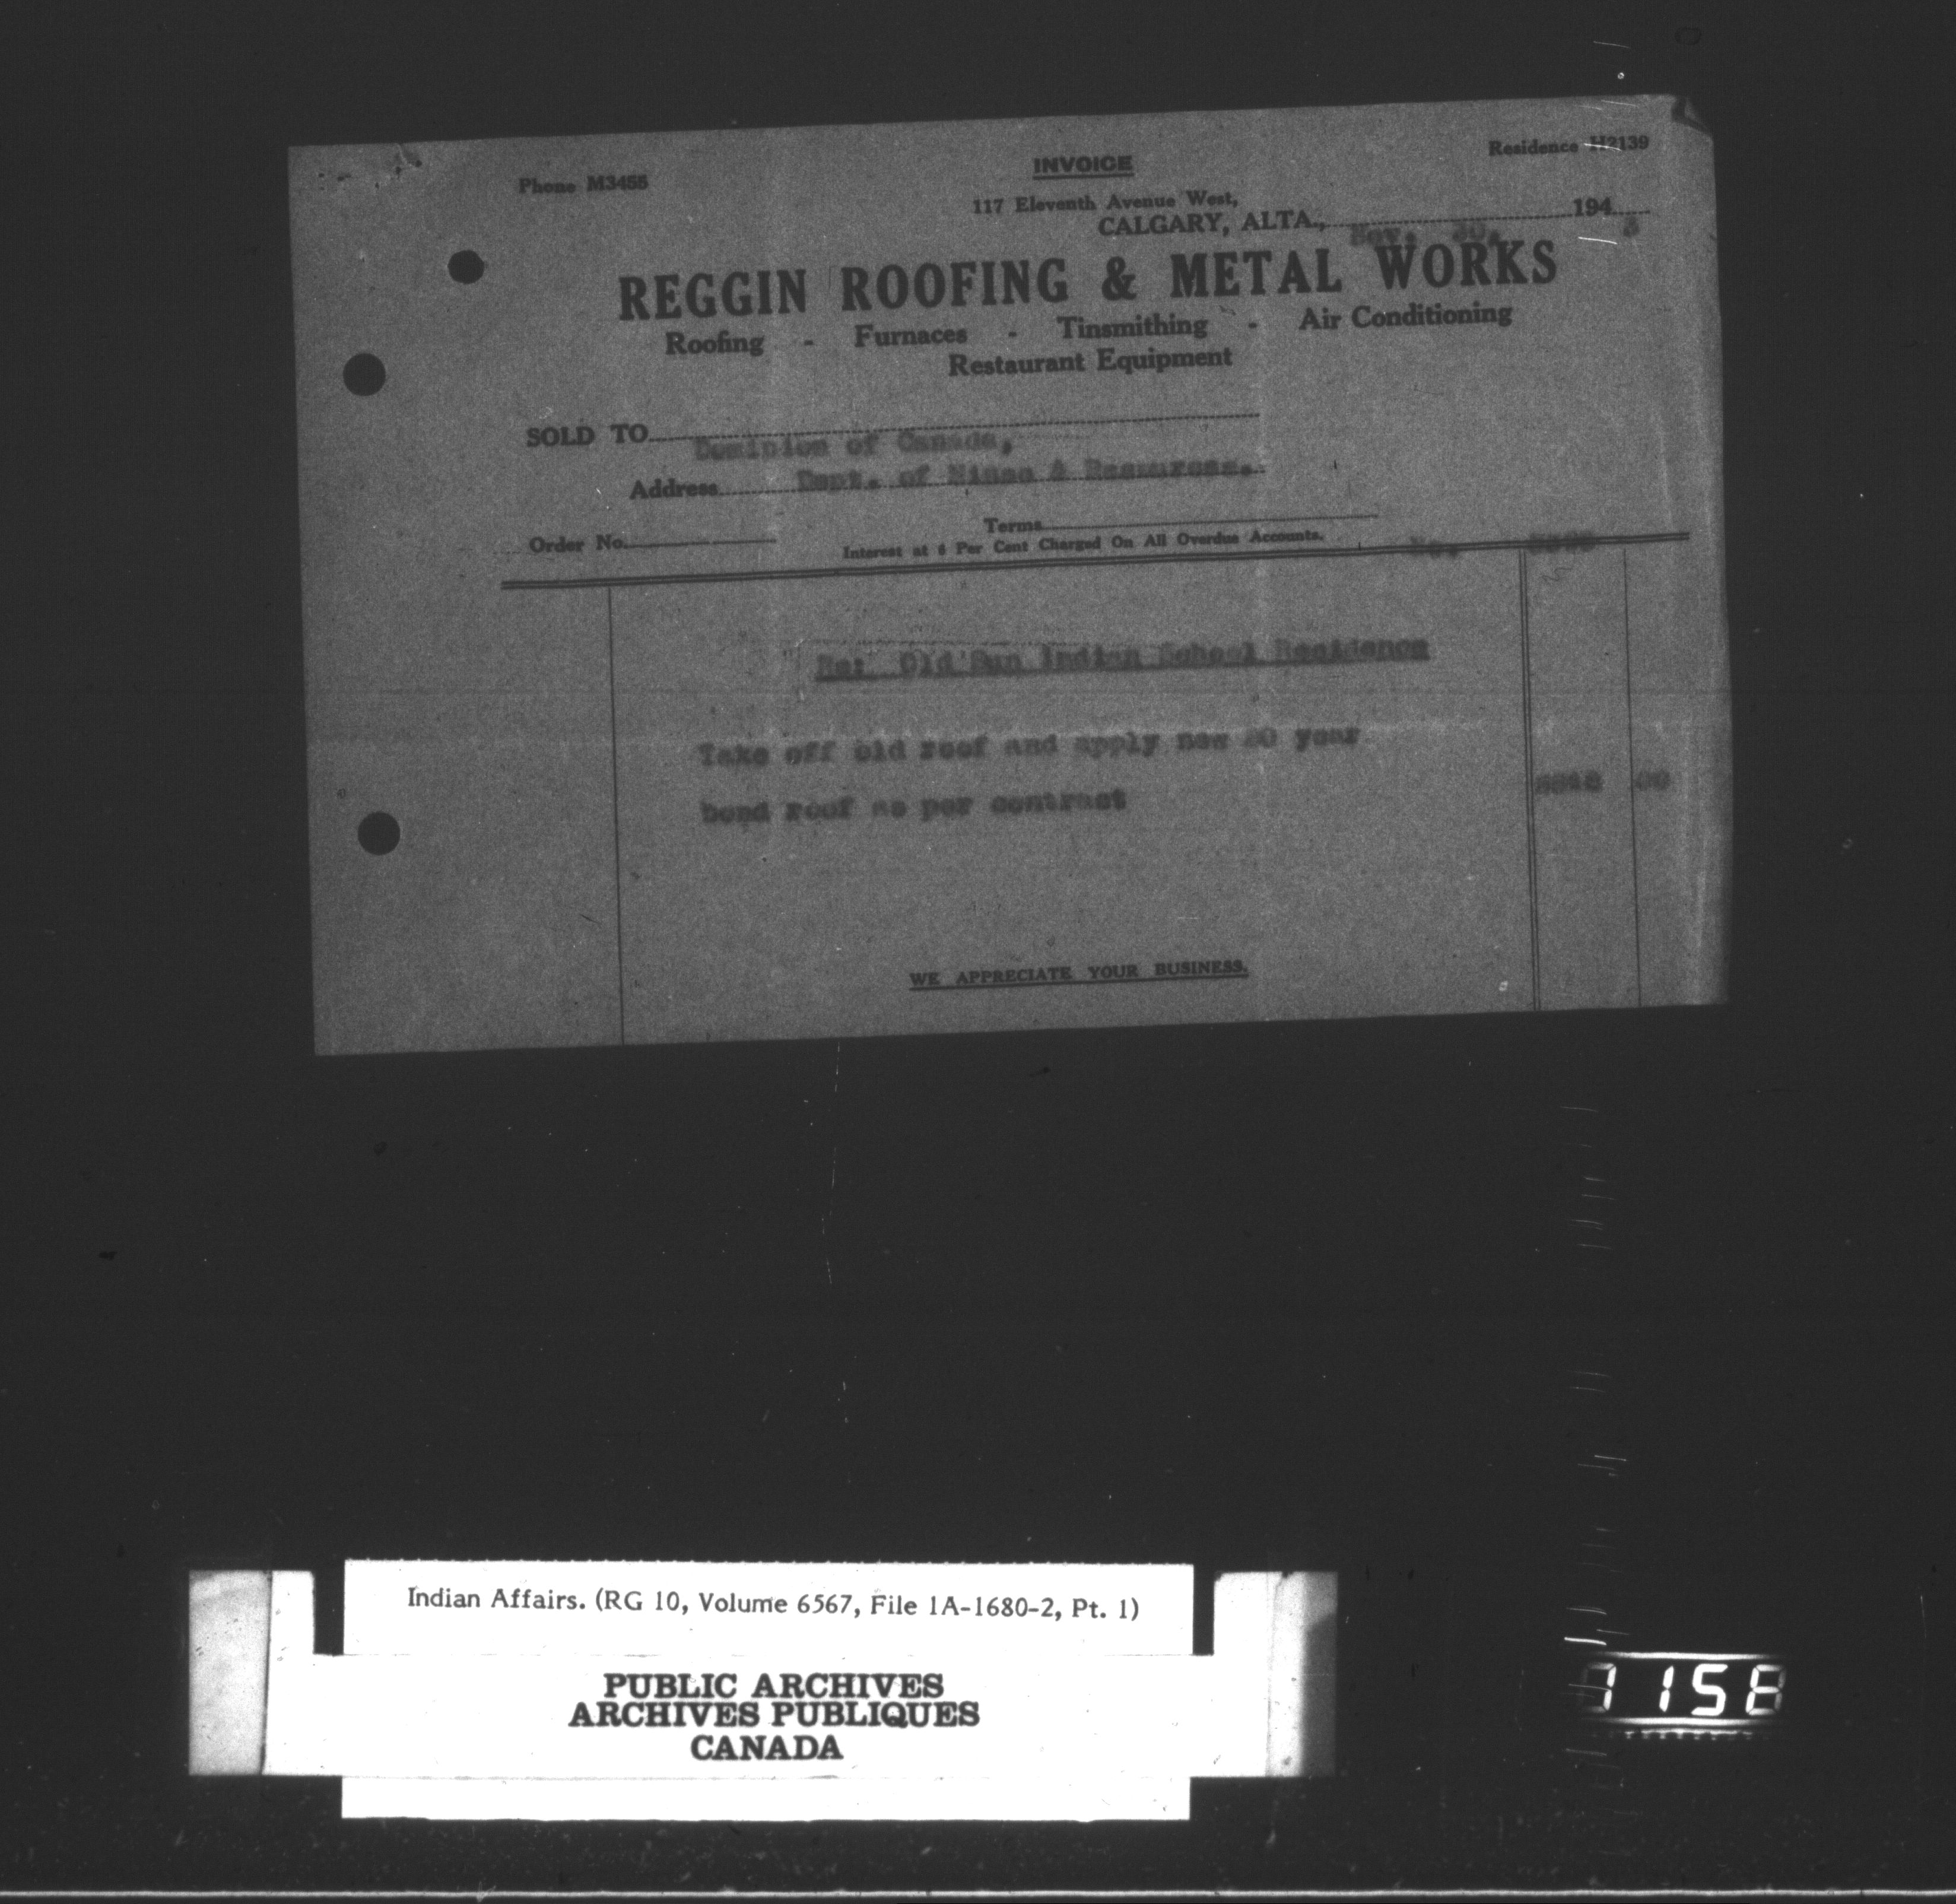 Phone M3455
INVOICE
Residence H2139
117 Eleventh Avenue West,
CALGARY, ALTA., Nov. 30, 1943
REGGIN ROOFING & METAL WORKS
Roofing - Furnaces - Tinsmithing - Air Conditioning
Restaurant Equipment
SOLD TO Dominion of Canada,
Address Dept. of Mines & Resources.
Order No.
Terms
Interest at 6 Per Cent Charged On All Overdue Accounts.
No.
Re: Old Sun Indian School Residence
Take off old roof and apply new 20 year
bond roof as per contract
00
WE APPRECIATE YOUR BUSINESS.
Indian Affairs. (RG 10, Volume 6567, File 1A-1680-2, Pt. 1)
PUBLIC ARCHIVES
ARCHIVES PUBLIQUES
CANADA
7158